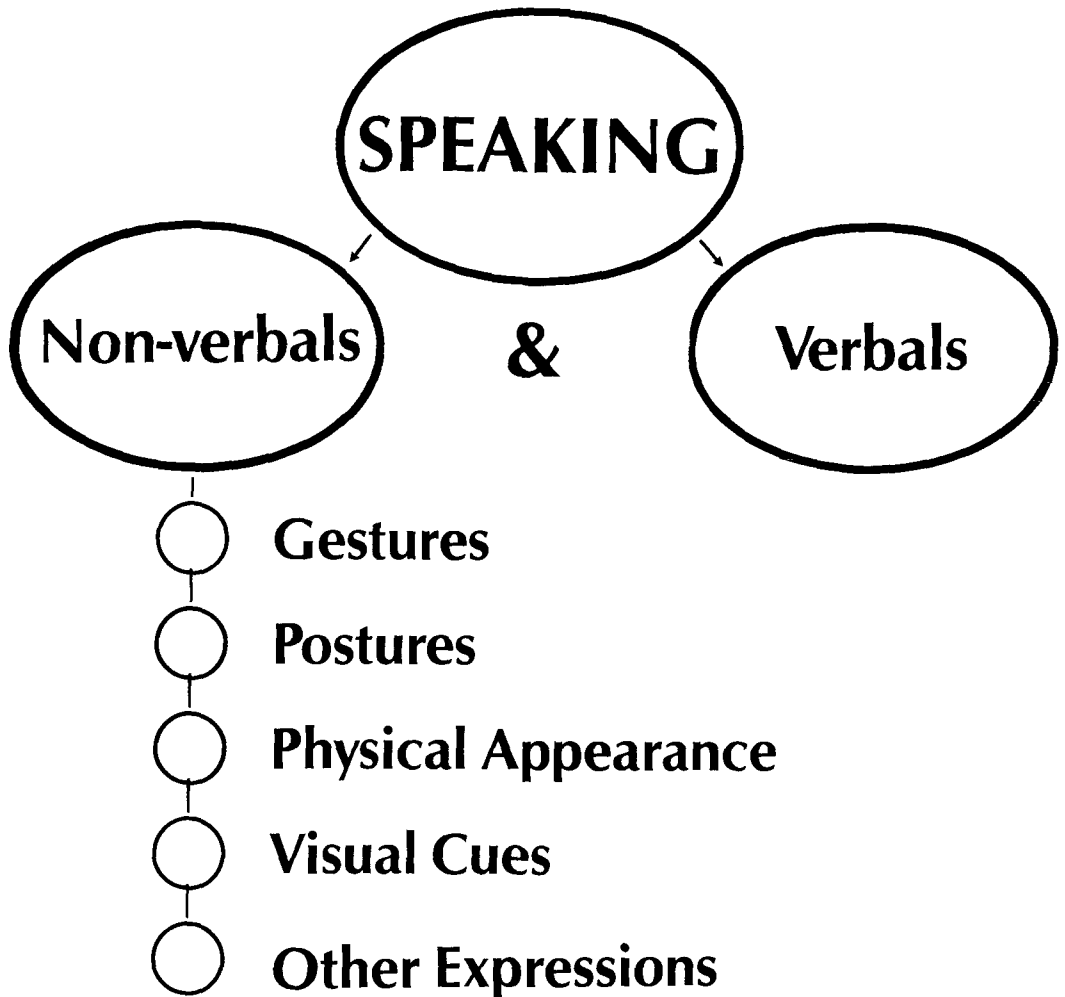 SPEAKING
Non-verbals
&
Verbals
Gestures
Postures
Physical Appearance
Visual Cues
Other Expressions